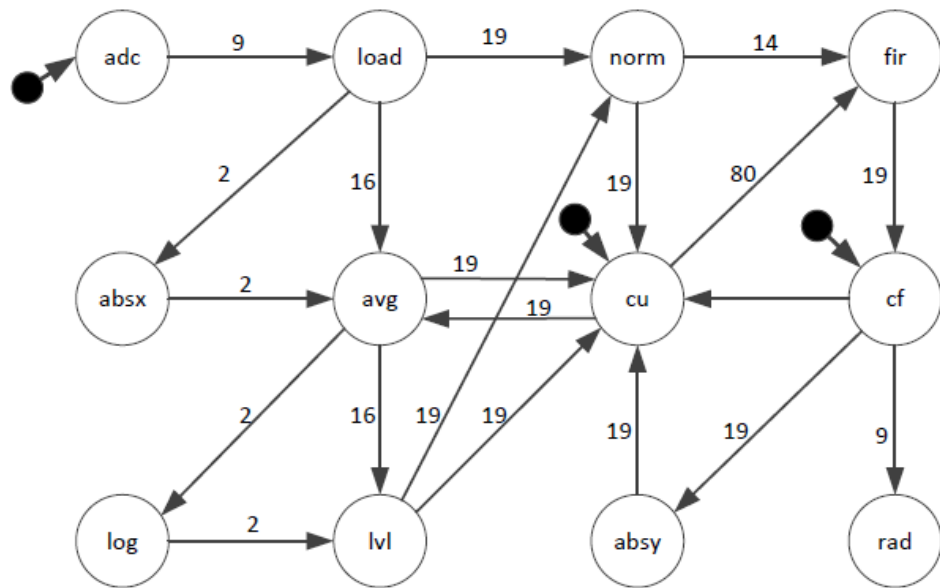 adc 9 load 19 norm 14 fir
2 16 19 80 19
absx 2 avg 19 19 cu cf
2 16 19 19 19 19 9
log 2 lvl absy rad